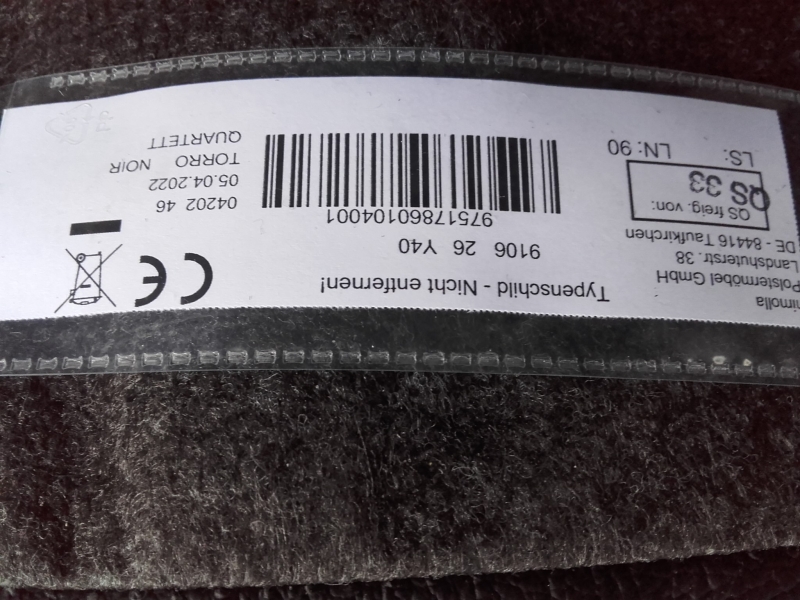 himolla
Polstermöbel GmbH
Landshuterstr. 38
DE - 84416 Taufkirchen
QS freig. von:
QS 33
LS:
LN: 90
Typenschild - Nicht entfernen!
9106 26 Y40
97517860104001
CE
04202 46
05.04.2022
TORRO NOIR
QUARTETT